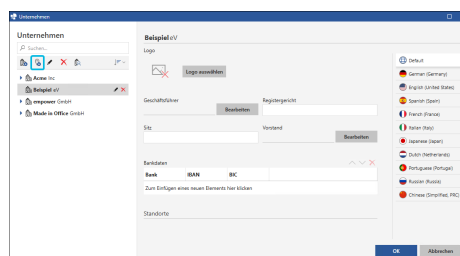 Unternehmen
Unternehmen
Suchen...
Acme Inc
Beispiel eV
empower GmbH
Made in Office GmbH
Beispiel eV
Logo
Logo auswählen
Geschäftsführer
Bearbeiten
Registergericht
Sitz
Vorstand
Bearbeiten
Bankdaten
Bank IBAN BIC
Zum Einfügen eines neuen Elements hier klicken
Standorte
Default
German (Germany)
English (United States)
Spanish (Spain)
French (France)
Italian (Italy)
Japanese (Japan)
Dutch (Netherlands)
Portuguese (Portugal)
Russian (Russia)
Chinese (Simplified, PRC)
OK Abbrechen